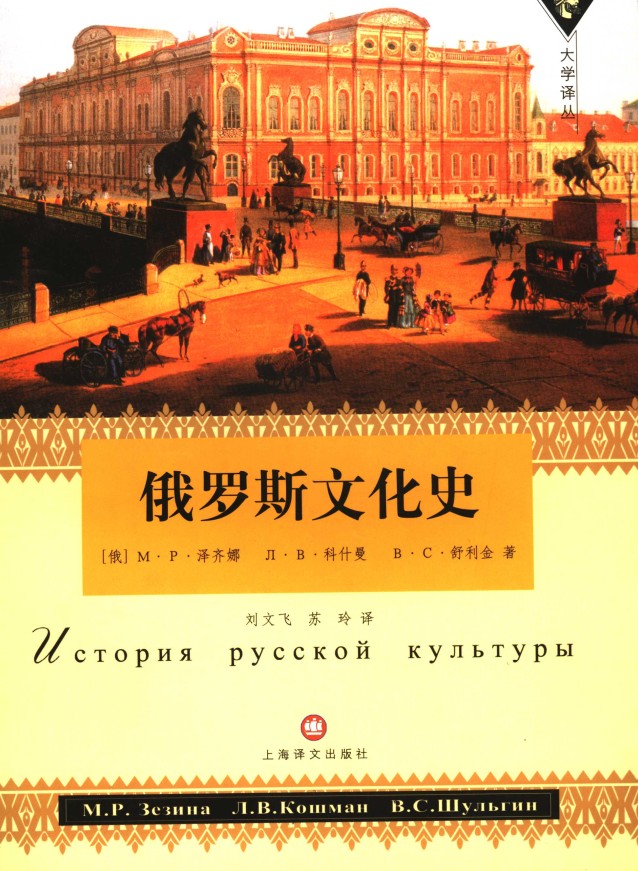 大学译丛
俄罗斯文化史
[俄] М·Р·泽齐娜 Л·В·科什曼 В·С·舒利金 著
刘文飞 苏 玲 译
История русской культуры
上海译文出版社
М.Р. Зезина Л.В.Кошман В.С.Шульгин